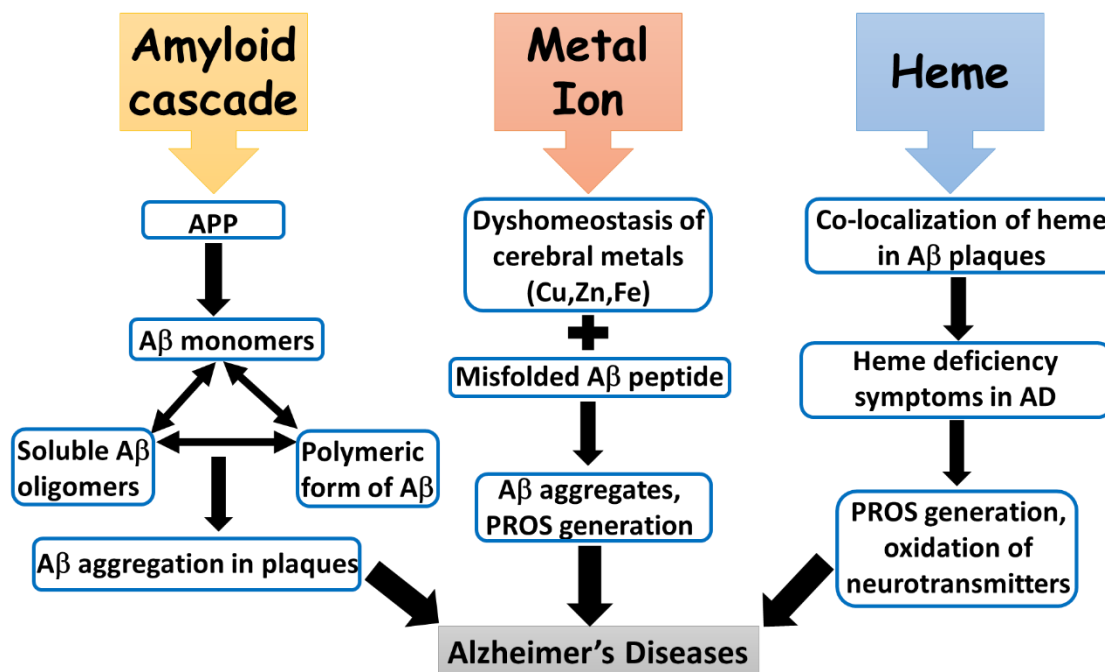 Amyloid
cascade
APP
Aβ monomers
Soluble Aβ
oligomers
Polymeric
form of Aβ
Aβ aggregation in plaques
Metal
Ion
Dyshomeostasis of
cerebral metals
(Cu,Zn,Fe)
Misfolded Aβ peptide
Aβ aggregates,
PROS generation
Heme
Co-localization of heme
in Aβ plaques
Heme deficiency
symptoms in AD
PROS generation,
oxidation of
neurotransmitters
Alzheimer's Diseases